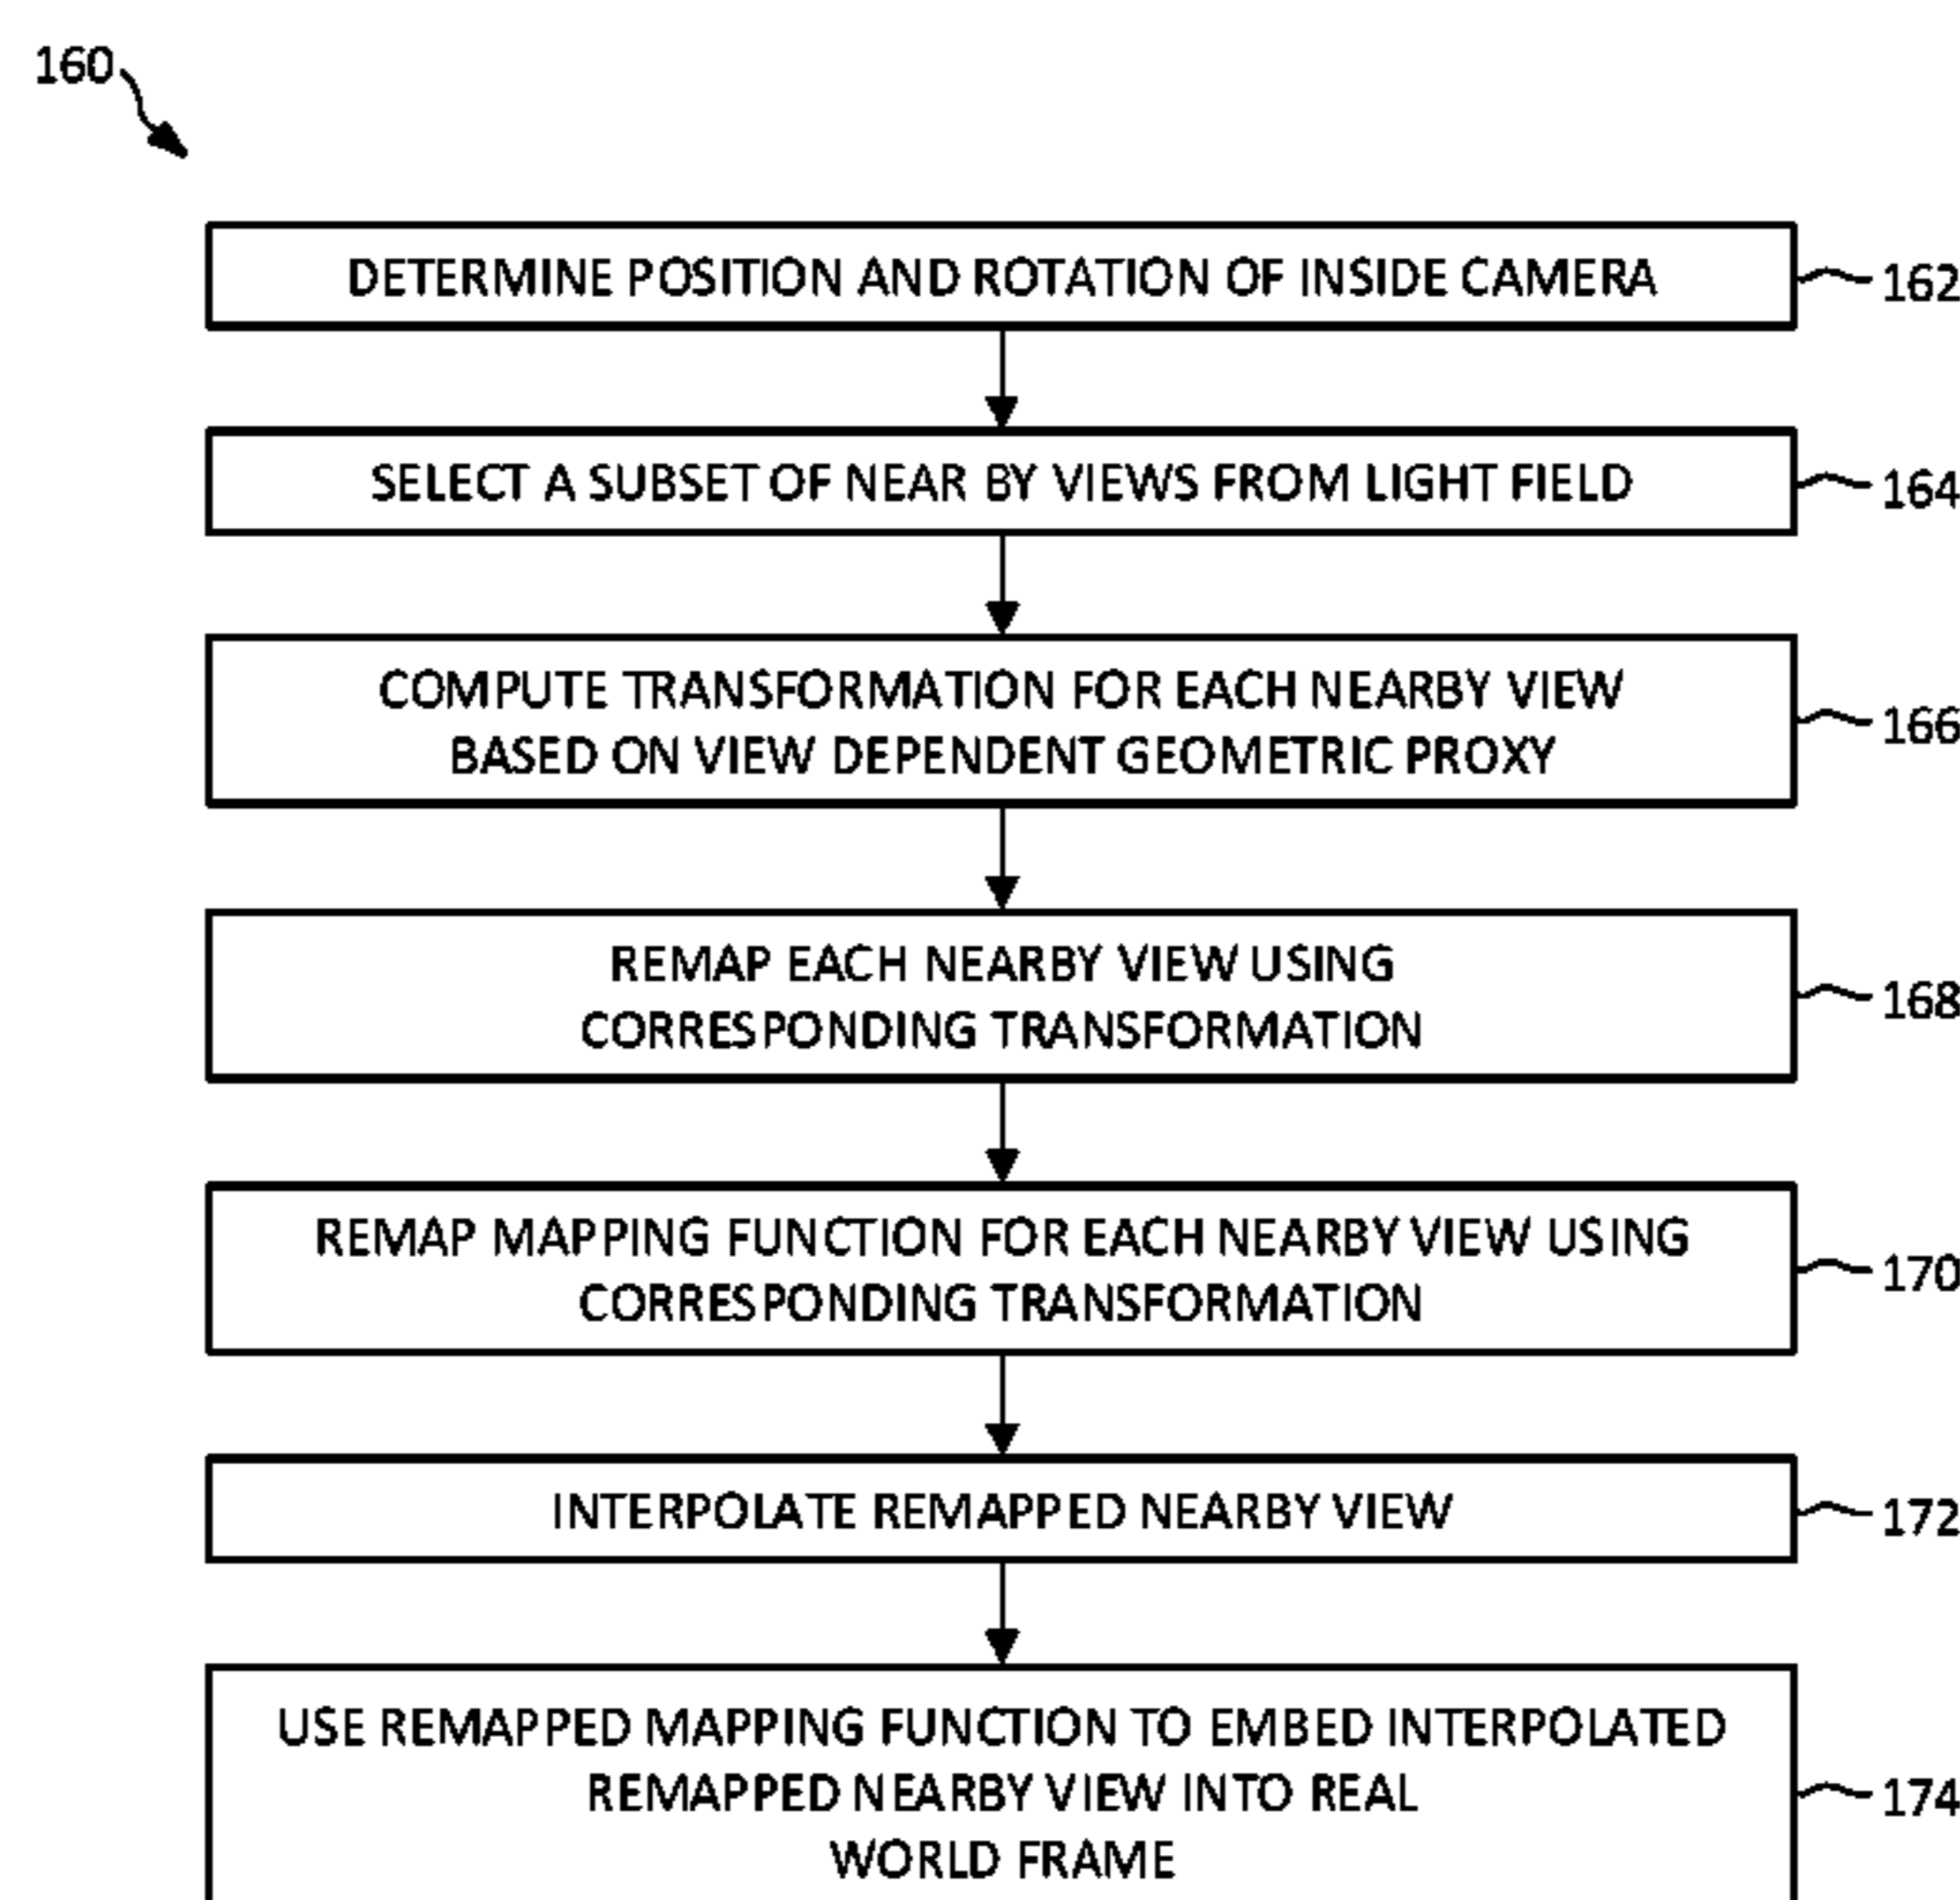 160
DETERMINE POSITION AND ROTATION OF INSIDE CAMERA
162
SELECT A SUBSET OF NEAR BY VIEWS FROM LIGHT FIELD
164
COMPUTE TRANSFORMATION FOR EACH NEARBY VIEW
BASED ON VIEW DEPENDENT GEOMETRIC PROXY
166
REMAP EACH NEARBY VIEW USING
CORRESPONDING TRANSFORMATION
168
REMAP MAPPING FUNCTION FOR EACH NEARBY VIEW USING
CORRESPONDING TRANSFORMATION
170
INTERPOLATE REMAPPED NEARBY VIEW
172
USE REMAPPED MAPPING FUNCTION TO EMBED INTERPOLATED
REMAPPED NEARBY VIEW INTO REAL
WORLD FRAME
174